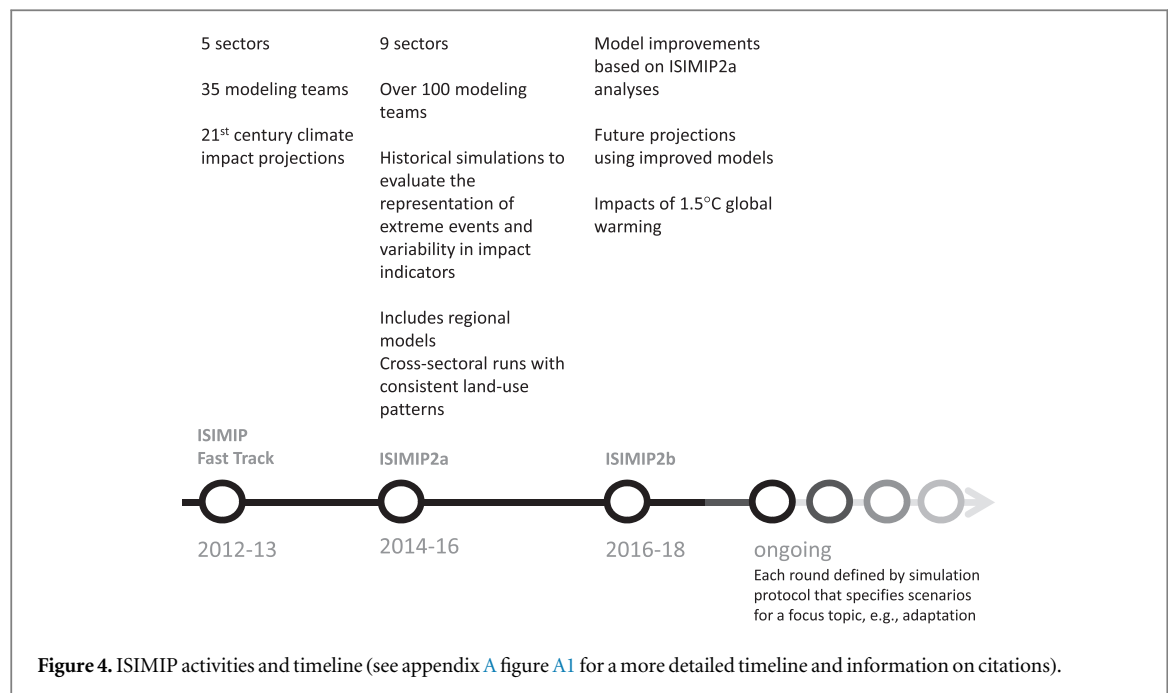 5 sectors
35 modeling teams
21st century climate
impact projections
9 sectors
Over 100 modeling
teams
Historical simulations to
evaluate the
representation of
extreme events and
variability in impact
indicators
Includes regional
models
Cross-sectoral runs with
consistent land-use
patterns
Model improvements
based on ISIMIP2a
analyses
Future projections
using improved models
Impacts of 1.5°C global
warming
ISIMIP
Fast Track
ISIMIP2a
ISIMIP2b
2012-13
2014-16
2016-18
ongoing
Each round defined by simulation
protocol that specifies scenarios
for a focus topic, e.g., adaptation
Figure 4. ISIMIP activities and timeline (see appendix A figure A1 for a more detailed timeline and information on citations).